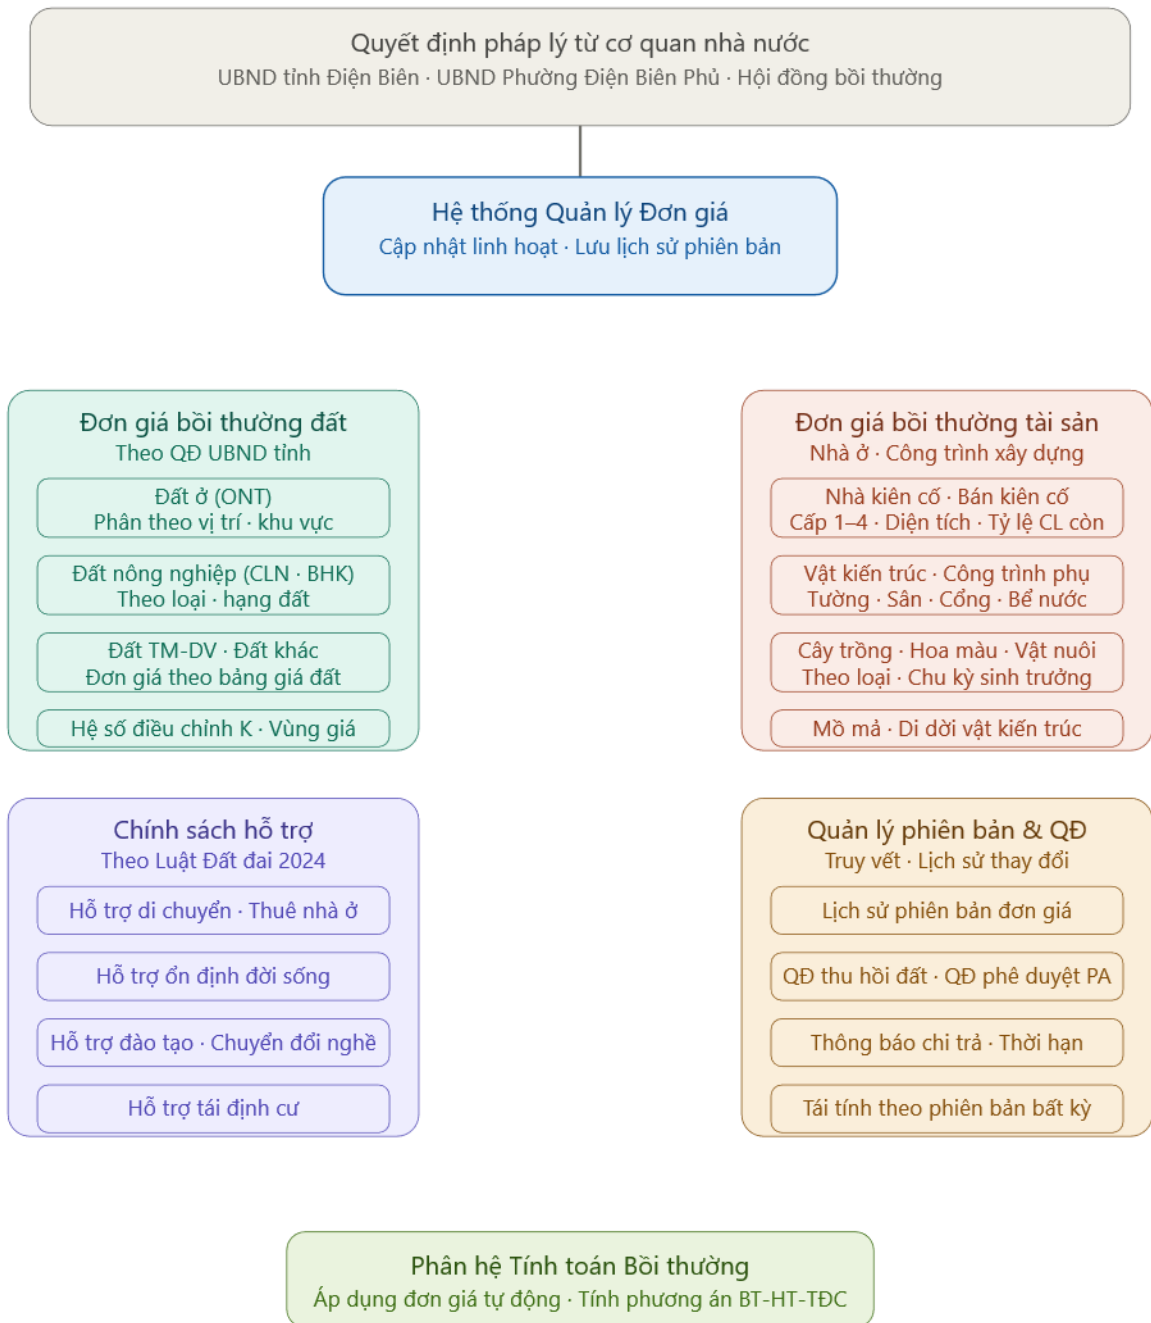 Quyết định pháp lý từ cơ quan nhà nước
UBND tỉnh Điện Biên · UBND Phường Điện Biên Phủ · Hội đồng bồi thường
Hệ thống Quản lý Đơn giá
Cập nhật linh hoạt · Lưu lịch sử phiên bản
Đơn giá bồi thường đất
Theo QĐ UBND tỉnh
Đất ở (ONT)
Phân theo vị trí · khu vực
Đất nông nghiệp (CLN · BHK)
Theo loại · hạng đất
Đất TM-DV · Đất khác
Đơn giá theo bảng giá đất
Hệ số điều chỉnh K · Vùng giá
Đơn giá bồi thường tài sản
Nhà ở · Công trình xây dựng
Nhà kiên cố · Bán kiên cố
Cấp 1–4 · Diện tích · Tỷ lệ CL còn
Vật kiến trúc · Công trình phụ
Tường · Sân · Cổng · Bể nước
Cây trồng · Hoa màu · Vật nuôi
Theo loại · Chu kỳ sinh trưởng
Mồ mả · Di dời vật kiến trúc
Chính sách hỗ trợ
Theo Luật Đất đai 2024
Hỗ trợ di chuyển · Thuê nhà ở
Hỗ trợ ổn định đời sống
Hỗ trợ đào tạo · Chuyển đổi nghề
Hỗ trợ tái định cư
Quản lý phiên bản & QĐ
Truy vết · Lịch sử thay đổi
Lịch sử phiên bản đơn giá
QĐ thu hồi đất · QĐ phê duyệt PA
Thông báo chi trả · Thời hạn
Tái tính theo phiên bản bất kỳ
Phân hệ Tính toán Bồi thường
Áp dụng đơn giá tự động · Tính phương án BT-HT-TĐC